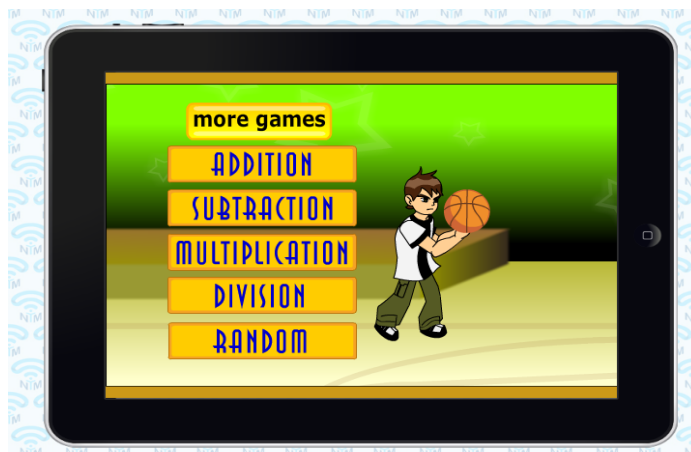 more games
ADDITION
SUBTRACTION
MULTIPLICATION
DIVISION
RANDOM